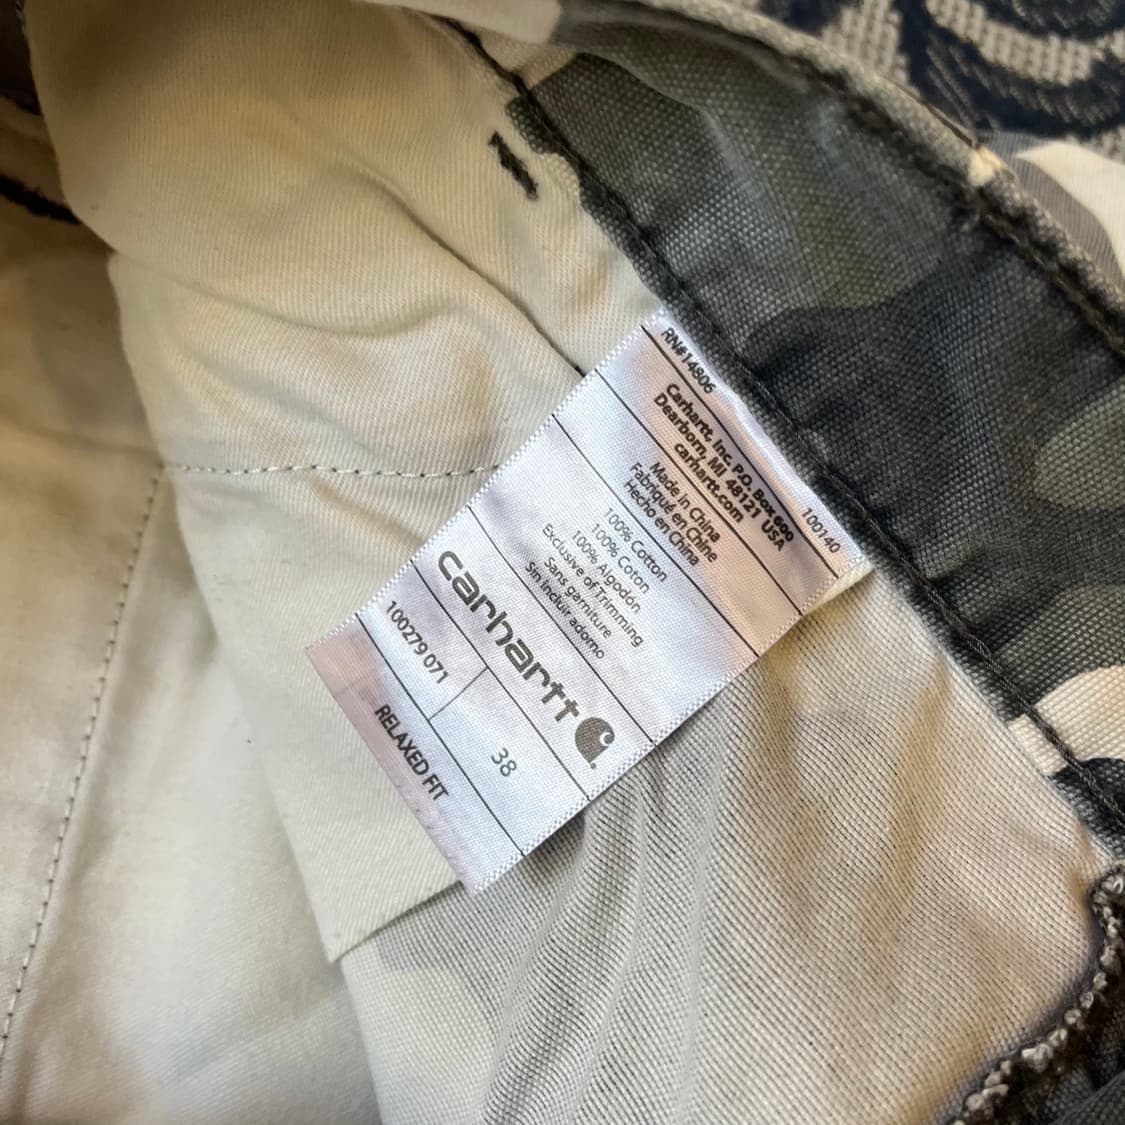 RN#14806
100140
Carhartt, Inc. P.O. Box 600
Dearborn, MI 48121 USA
carhartt.com
Made in China
Fabriqué en Chine
Hecho en China
100% Cotton
100% Coton
100% Algodón
Exclusive of Trimming
Sans garniture
Sin incluir adorno
carhartt
100279 071
38
RELAXED FIT